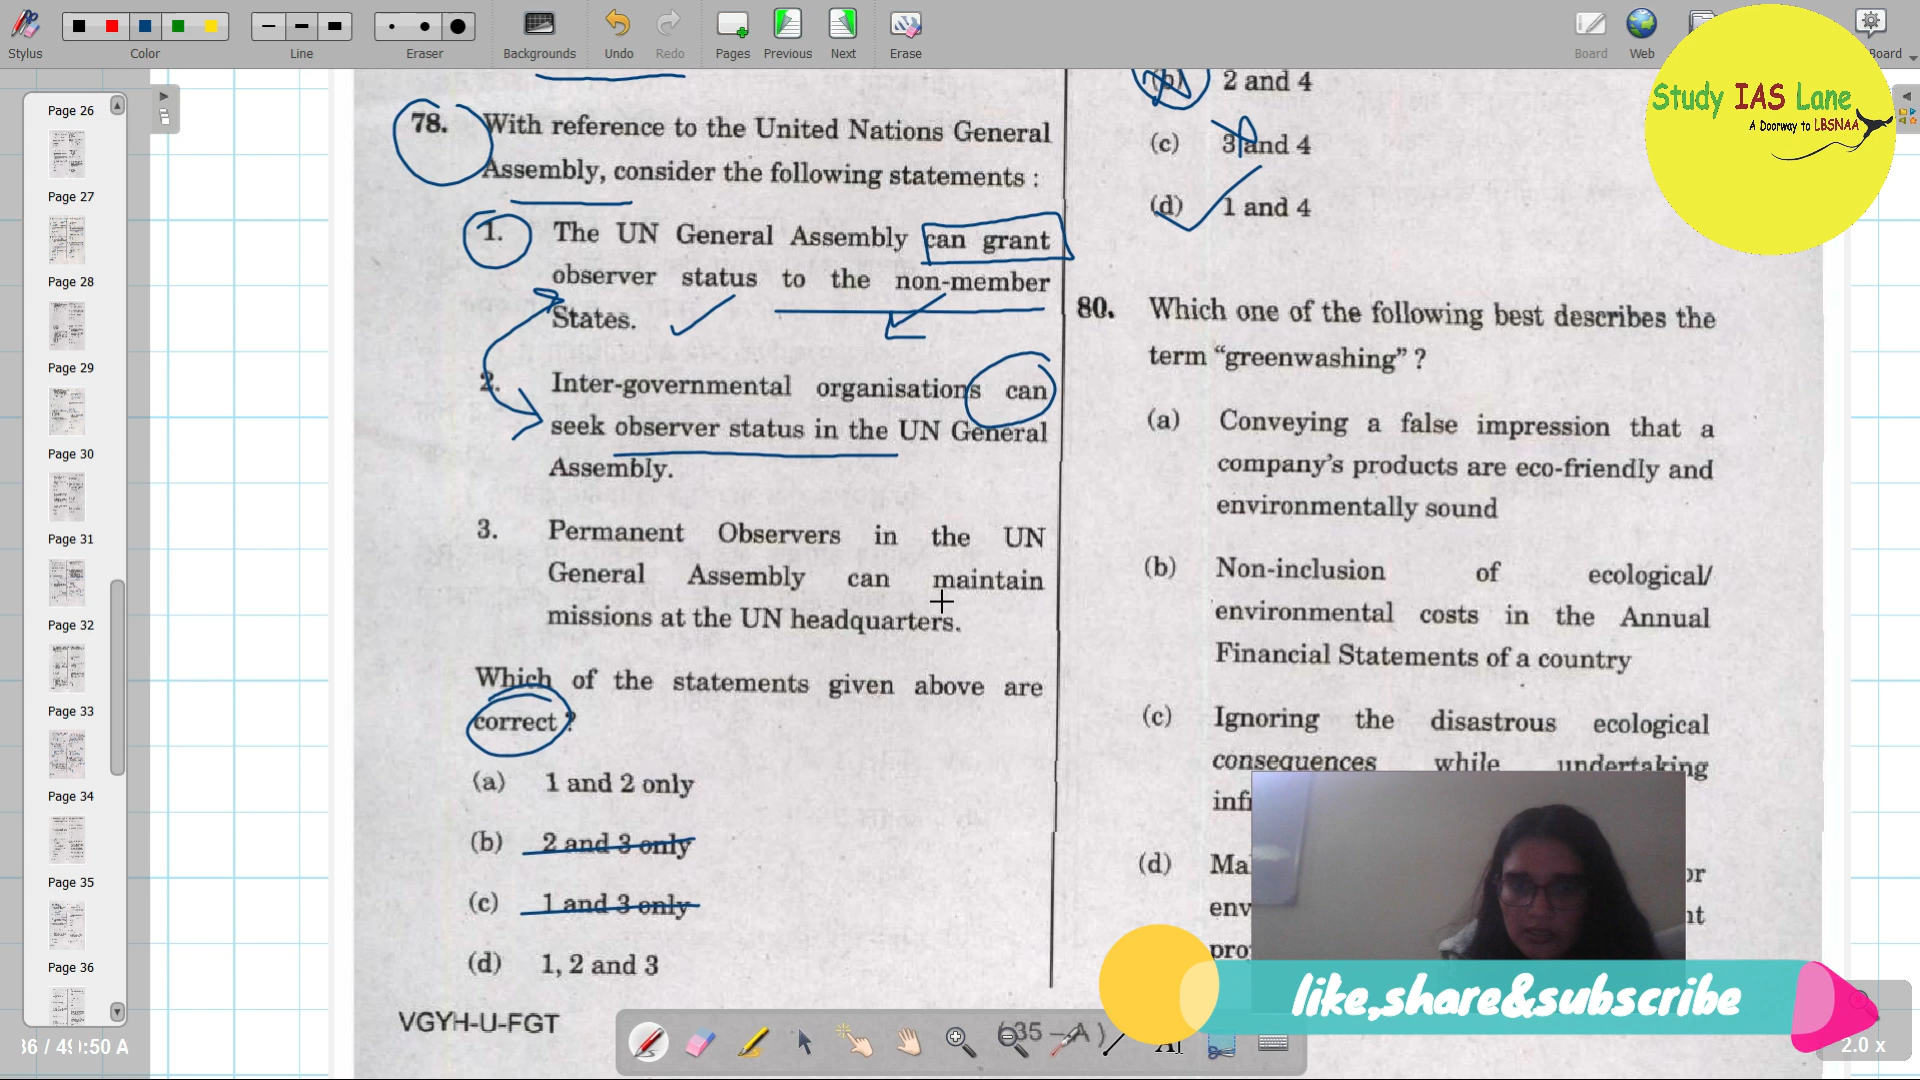 Stylus
Color
Line
Eraser
Backgrounds
Undo
Redo
Pages
Previous
Next
Erase
Board
Web
Board
Study IAS Lane
A Doorway to LBSNAA
Page 26
Page 27
Page 28
Page 29
Page 30
Page 31
Page 32
Page 33
Page 34
Page 35
Page 36
78. With reference to the United Nations General
Assembly, consider the following statements :
1. The UN General Assembly can grant
observer status to the non-member
States.
2. Inter-governmental organisations can
seek observer status in the UN General
Assembly.
3. Permanent Observers in the UN
General Assembly can maintain
missions at the UN headquarters.
Which of the statements given above are
correct ?
(a) 1 and 2 only
(b) 2 and 3 only
(c) 1 and 3 only
(d) 1, 2 and 3
VGYH-U-FGT
(b) 2 and 4
(c) 3 and 4
(d) 1 and 4
80. Which one of the following best describes the
term “greenwashing” ?
(a) Conveying a false impression that a
company’s products are eco-friendly and
environmentally sound
(b) Non-inclusion of ecological/
environmental costs in the Annual
Financial Statements of a country
(c) Ignoring the disastrous ecological
consequences while undertaking
(d)
like,share&subscribe
35 – A )
2.0 x